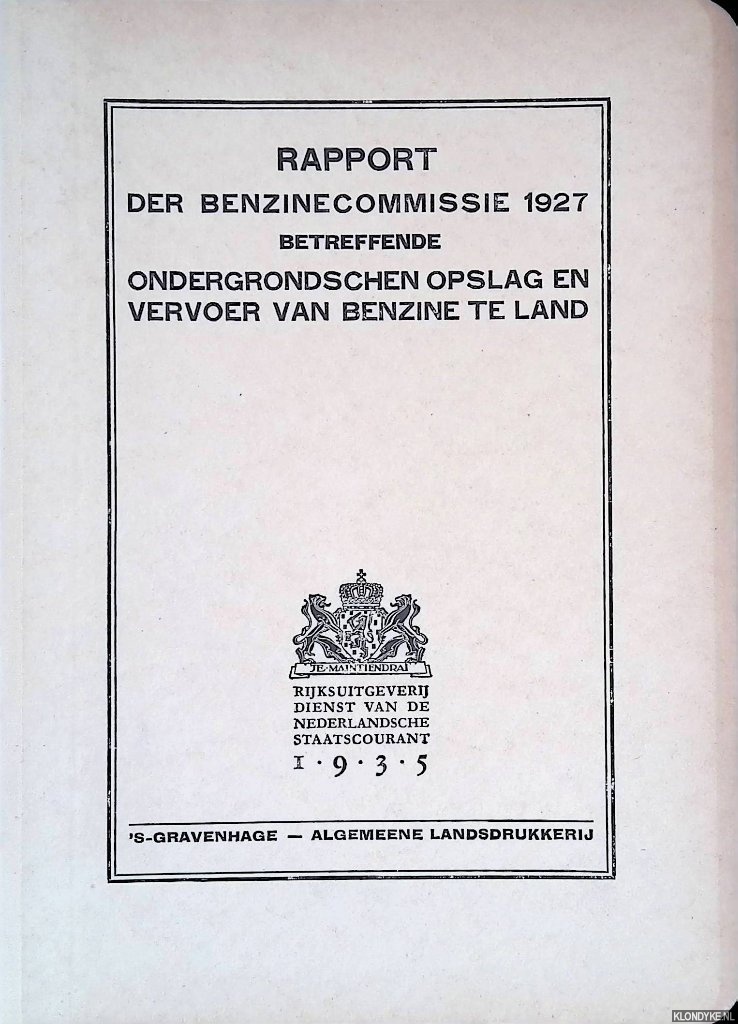 RAPPORT
DER BENZINECOMMISSIE 1927
BETREFFENDE
ONDERGRONDSCHEN OPSLAG EN
VERVOER VAN BENZINE TE LAND
JE·MAINTIENDRAI
RIJKSUITGEVERIJ
DIENST VAN DE
NEDERLANDSCHE
STAATSCOURANT
1·9·3·5
'S-GRAVENHAGE — ALGEMEENE LANDSDRUKKERIJ
KLONDYKE.NL